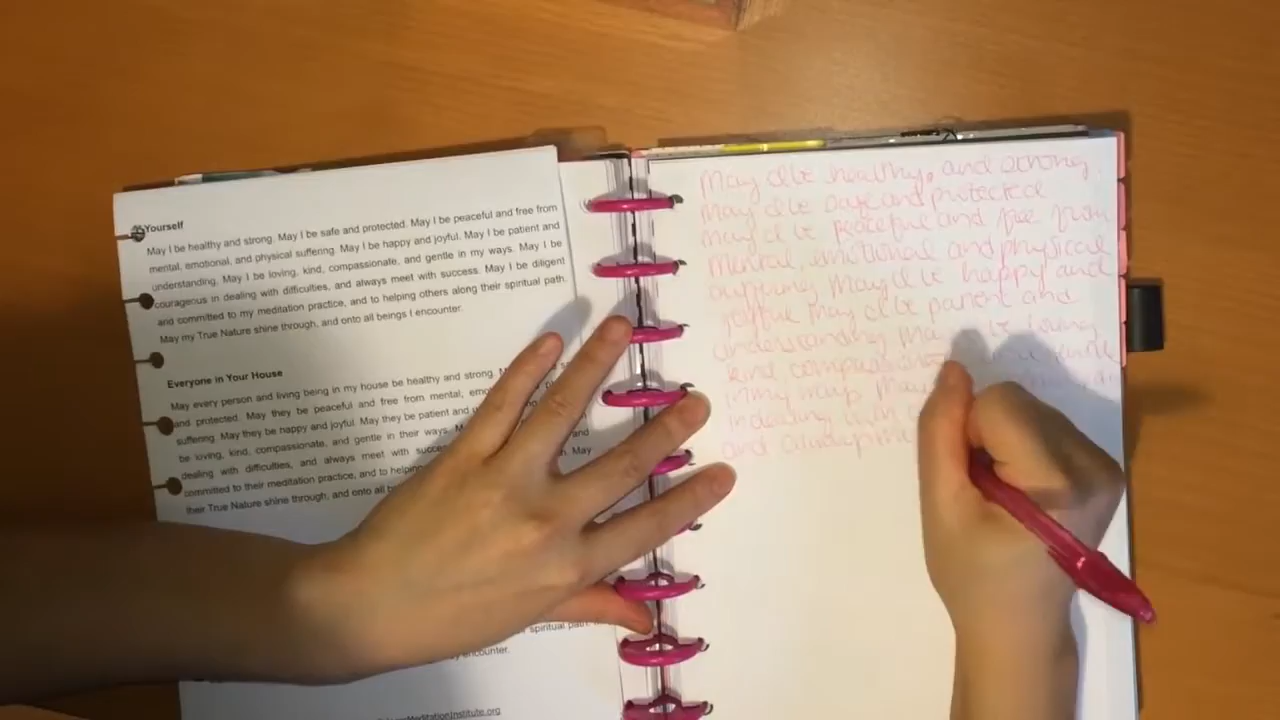 Yourself
May I be healthy and strong. May I be safe and protected. May I be peaceful and free from
mental, emotional, and physical suffering. May I be happy and joyful. May I be patient and
understanding. May I be loving, kind, compassionate, and gentle in my ways. May I be
courageous in dealing with difficulties, and always meet with success. May I be diligent
and committed to my meditation practice, and to helping others along their spiritual path.
May my True Nature shine through, and onto all beings I encounter.
Everyone in Your House
May every person and living being in my house be healthy and strong.
and protected. May they be peaceful and free from mental,
suffering. May they be happy and joyful. May they be patient and
be loving, kind, compassionate, and gentle in their ways. and
dealing with difficulties, and always meet with May
committed to their meditation practice, and to
their True Nature shine through, and onto all
spiritual path,
encounter.
MeditationInstitute.org
May I be healthy, and strong.
May I be safe and protected
May I be peaceful and free from
mental, emotional and physical
suffering. May I be happy and
joyful May I be patient and
understanding be loving
kind
in my ways May
in dealing with
and